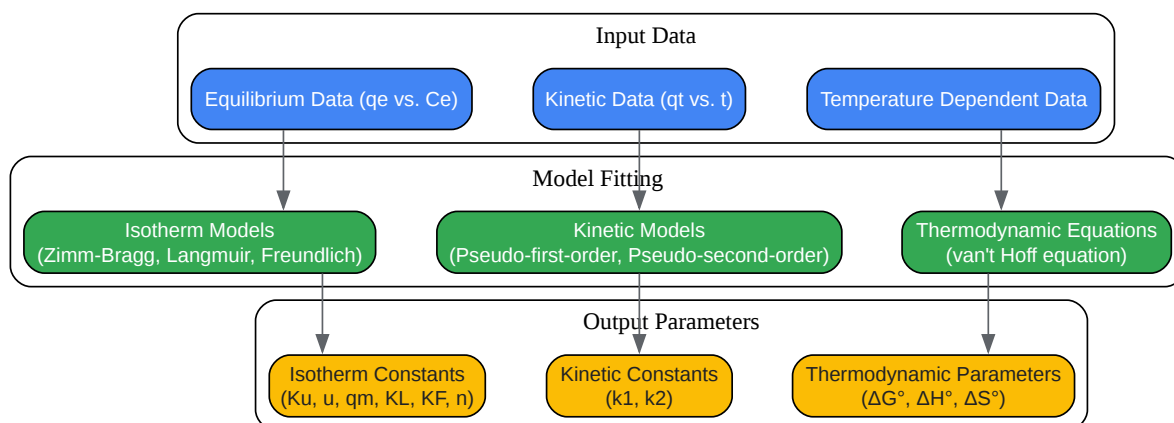 Input Data
Equilibrium Data (qe vs. Ce)
Kinetic Data (qt vs. t)
Temperature Dependent Data
Model Fitting
Isotherm Models
(Zimm-Bragg, Langmuir, Freundlich)
Kinetic Models
(Pseudo-first-order, Pseudo-second-order)
Thermodynamic Equations
(van't Hoff equation)
Output Parameters
Isotherm Constants
(Ku, u, qm, KL, KF, n)
Kinetic Constants
(k1, k2)
Thermodynamic Parameters
(ΔG°, ΔH°, ΔS°)